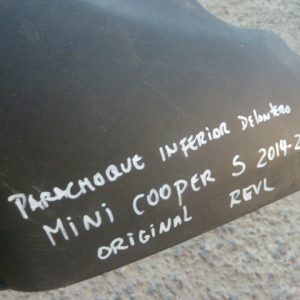 PARACHOQUE INFERIOR DELANTERO
MINI COOPER S 2014-2
ORIGINAL REVL